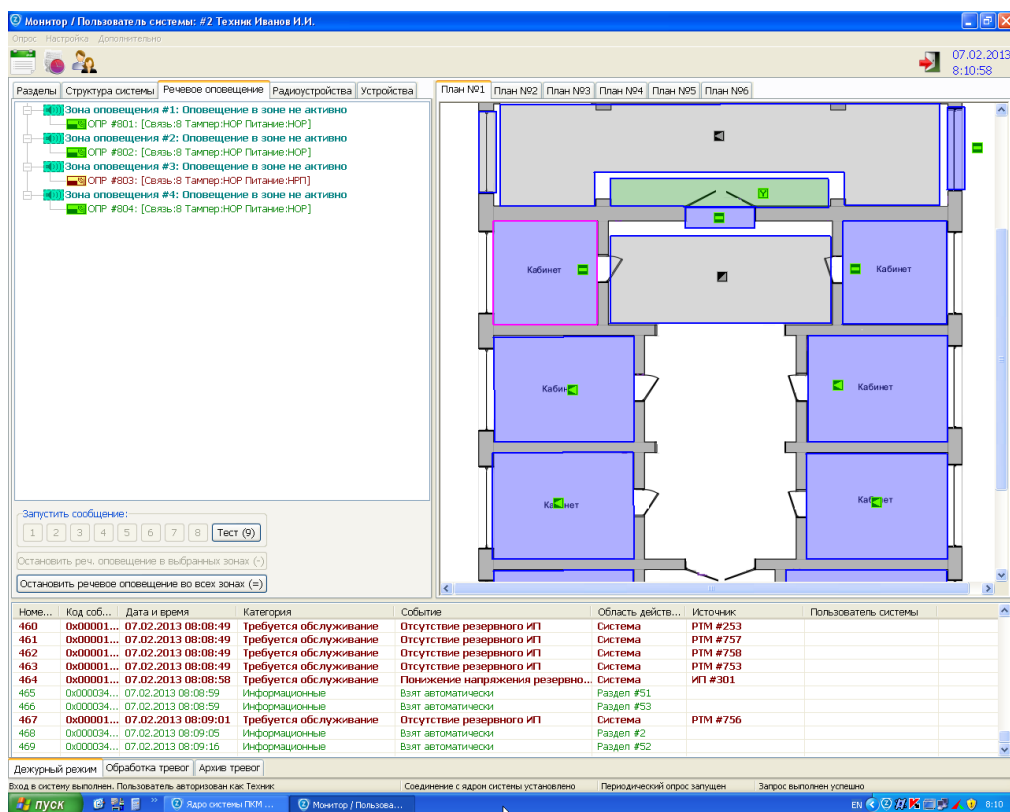 Монитор / Пользователь системы: #2 Техник Иванов И.И.
Опрос Настройка Дополнительно
07.02.2013
8:10:58
Разделы Структура системы Речевое оповещение Радиоустройства Устройства
План №1 План №2 План №3 План №4 План №5 План №6
Зона оповещения #1: Оповещение в зоне не активно
ОПР #801: [Связь:8 Тампер:НОР Питание:НОР]
Зона оповещения #2: Оповещение в зоне не активно
ОПР #802: [Связь:8 Тампер:НОР Питание:НОР]
Зона оповещения #3: Оповещение в зоне не активно
ОПР #803: [Связь:8 Тампер:НОР Питание:НРП]
Зона оповещения #4: Оповещение в зоне не активно
ОПР #804: [Связь:8 Тампер:НОР Питание:НОР]
Y
Кабинет Кабинет
Кабинет Кабинет
Кабинет Кабинет
Запустить сообщение:
1 2 3 4 5 6 7 8 Тест (9)
Остановить реч. оповещение в выбранных зонах (-)
Остановить речевое оповещение во всех зонах (=)
Номе... Код соб... Дата и время Категория Событие Область действ... Источник Пользователь системы
460 0x00001... 07.02.2013 08:08:49 Требуется обслуживание Отсутствие резервного ИП Система РТМ #253
461 0x00001... 07.02.2013 08:08:49 Требуется обслуживание Отсутствие резервного ИП Система РТМ #757
462 0x00001... 07.02.2013 08:08:49 Требуется обслуживание Отсутствие резервного ИП Система РТМ #758
463 0x00001... 07.02.2013 08:08:49 Требуется обслуживание Отсутствие резервного ИП Система РТМ #753
464 0x00001... 07.02.2013 08:08:58 Требуется обслуживание Понижение напряжения резервно... Система ИП #301
465 0x000034... 07.02.2013 08:08:59 Информационные Взят автоматически Раздел #51
466 0x000034... 07.02.2013 08:08:59 Информационные Взят автоматически Раздел #53
467 0x00001... 07.02.2013 08:09:01 Требуется обслуживание Отсутствие резервного ИП Система РТМ #756
468 0x000034... 07.02.2013 08:09:05 Информационные Взят автоматически Раздел #2
469 0x000034... 07.02.2013 08:09:16 Информационные Взят автоматически Раздел #52
Дежурный режим Обработка тревог Архив тревог
Вход в систему выполнен. Пользователь авторизован как Техник Соединение с ядром системы установлено Периодический опрос запущен Запрос выполнен успешно
пуск Ядро системы ПКМ ... Монитор / Пользова... EN 8:10